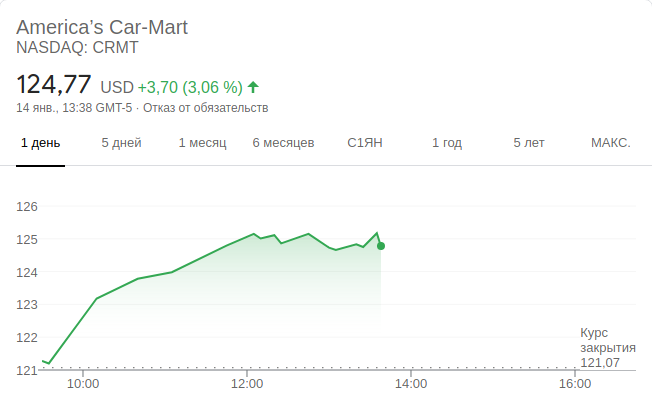 America’s Car-Mart
NASDAQ: CRMT
124,77 USD +3,70 (3,06 %)
14 янв., 13:38 GMT-5 · Отказ от обязательств
1 день 5 дней 1 месяц 6 месяцев С1ЯН 1 год 5 лет МАКС.
126
125
124
123
122
121
Курс
закрытия
121,07
10:00 12:00 14:00 16:00